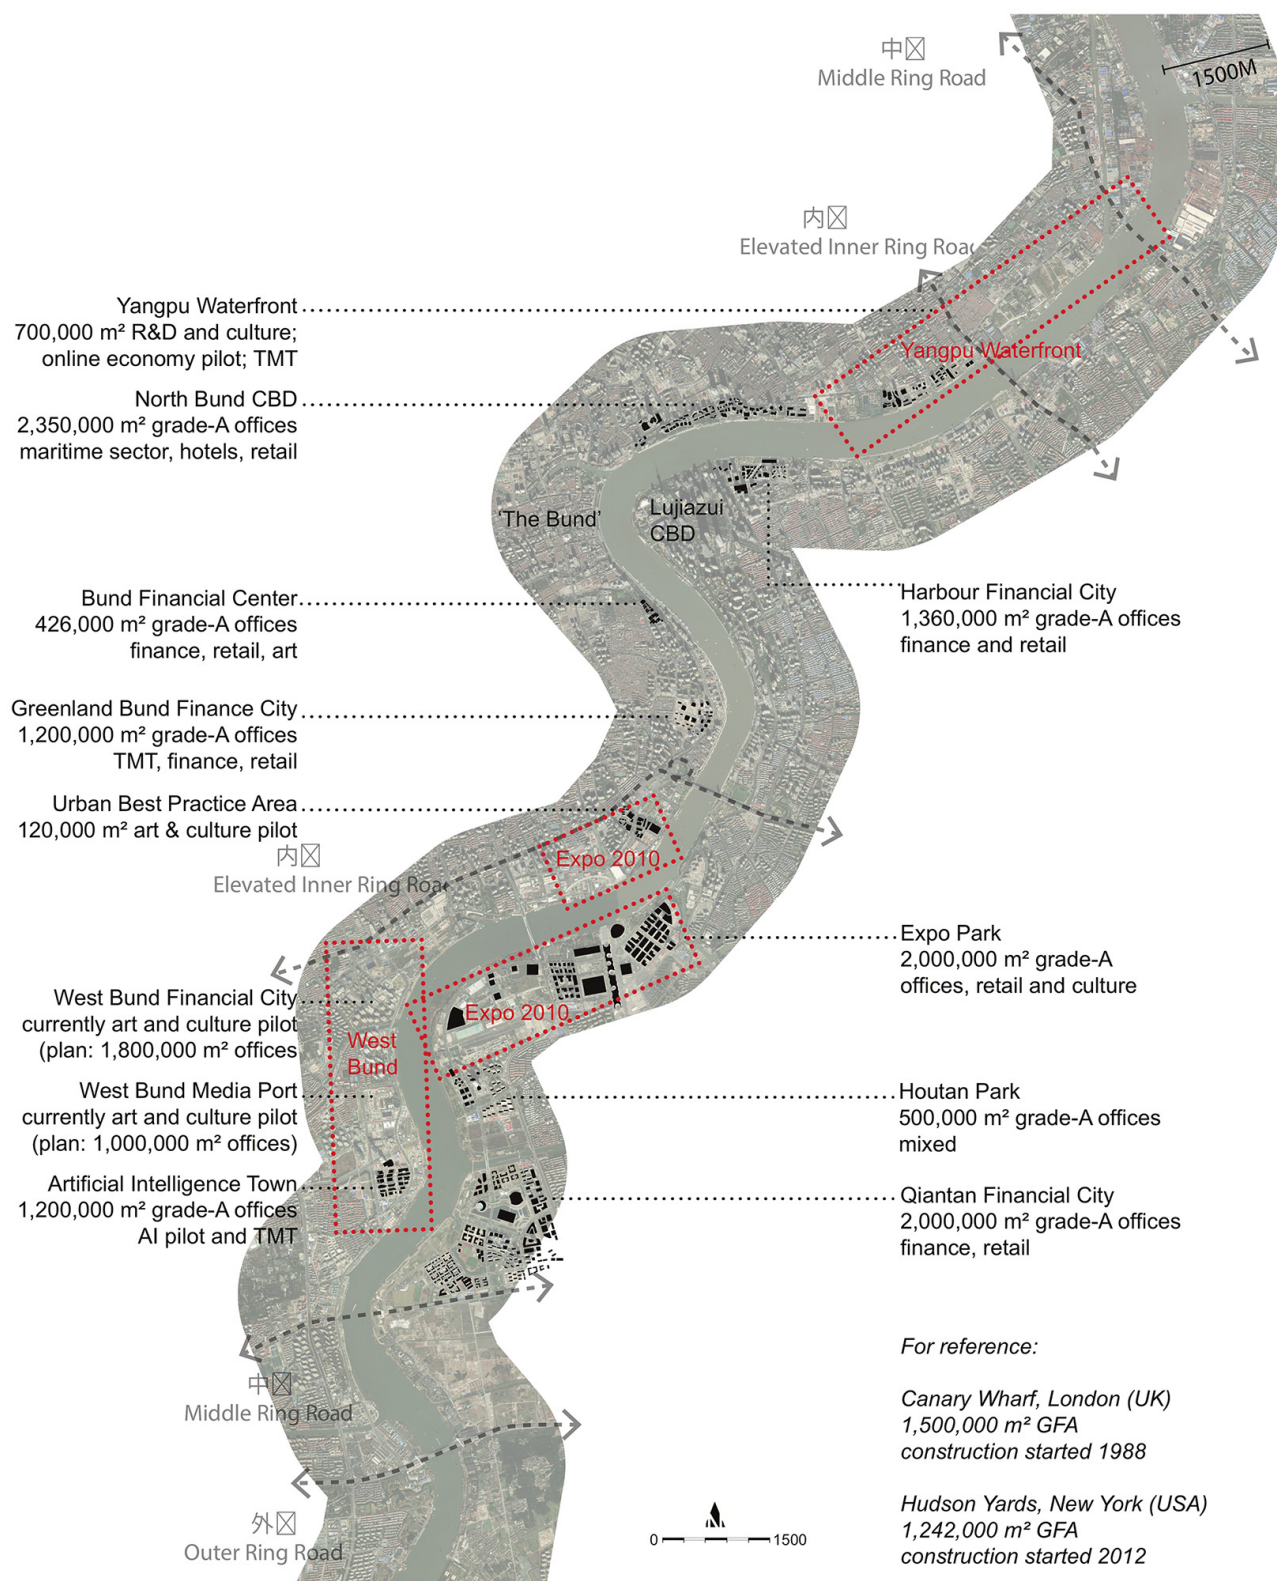 中
Middle Ring Road
1500M
内
Elevated Inner Ring Roa
Yangpu Waterfront
700,000 m² R&D and culture;
online economy pilot; TMT
Yangpu Waterfront
North Bund CBD
2,350,000 m² grade-A offices
maritime sector, hotels, retail
'The Bund'
Lujiazui
CBD
Bund Financial Center
426,000 m² grade-A offices
finance, retail, art
Harbour Financial City
1,360,000 m² grade-A offices
finance and retail
Greenland Bund Finance City
1,200,000 m² grade-A offices
TMT, finance, retail
Urban Best Practice Area
120,000 m² art & culture pilot
内
Elevated Inner Ring Roa
Expo 2010
Expo Park
2,000,000 m² grade-A
offices, retail and culture
West Bund Financial City
currently art and culture pilot
(plan: 1,800,000 m² offices
Expo 2010
West
Bund
West Bund Media Port
currently art and culture pilot
(plan: 1,000,000 m² offices)
Houtan Park
500,000 m² grade-A offices
mixed
Artificial Intelligence Town
1,200,000 m² grade-A offices
AI pilot and TMT
Qiantan Financial City
2,000,000 m² grade-A offices
finance, retail
中
Middle Ring Road
外
Outer Ring Road
For reference:
Canary Wharf, London (UK)
1,500,000 m² GFA
construction started 1988
Hudson Yards, New York (USA)
1,242,000 m² GFA
construction started 2012
0 1500